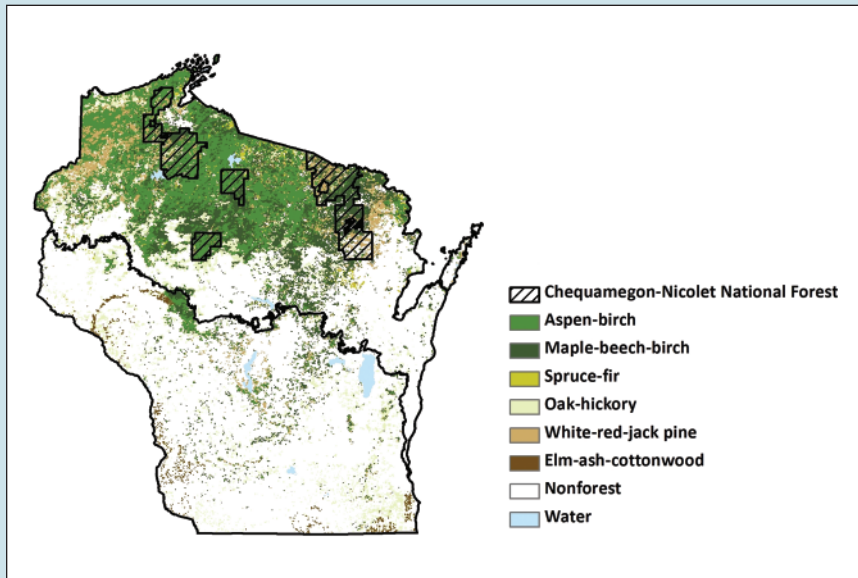 Chequamegon-Nicolet National Forest
Aspen-birch
Maple-beech-birch
Spruce-fir
Oak-hickory
White-red-jack pine
Elm-ash-cottonwood
Nonforest
Water